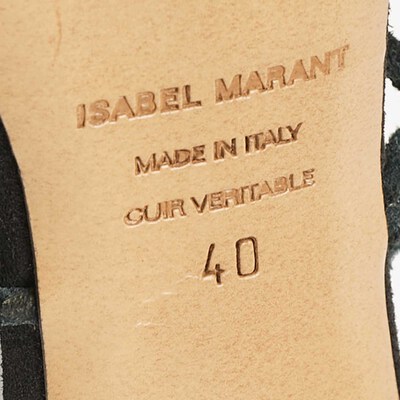 ISABEL MARANT
MADE IN ITALY
CUIR VERITABLE
40